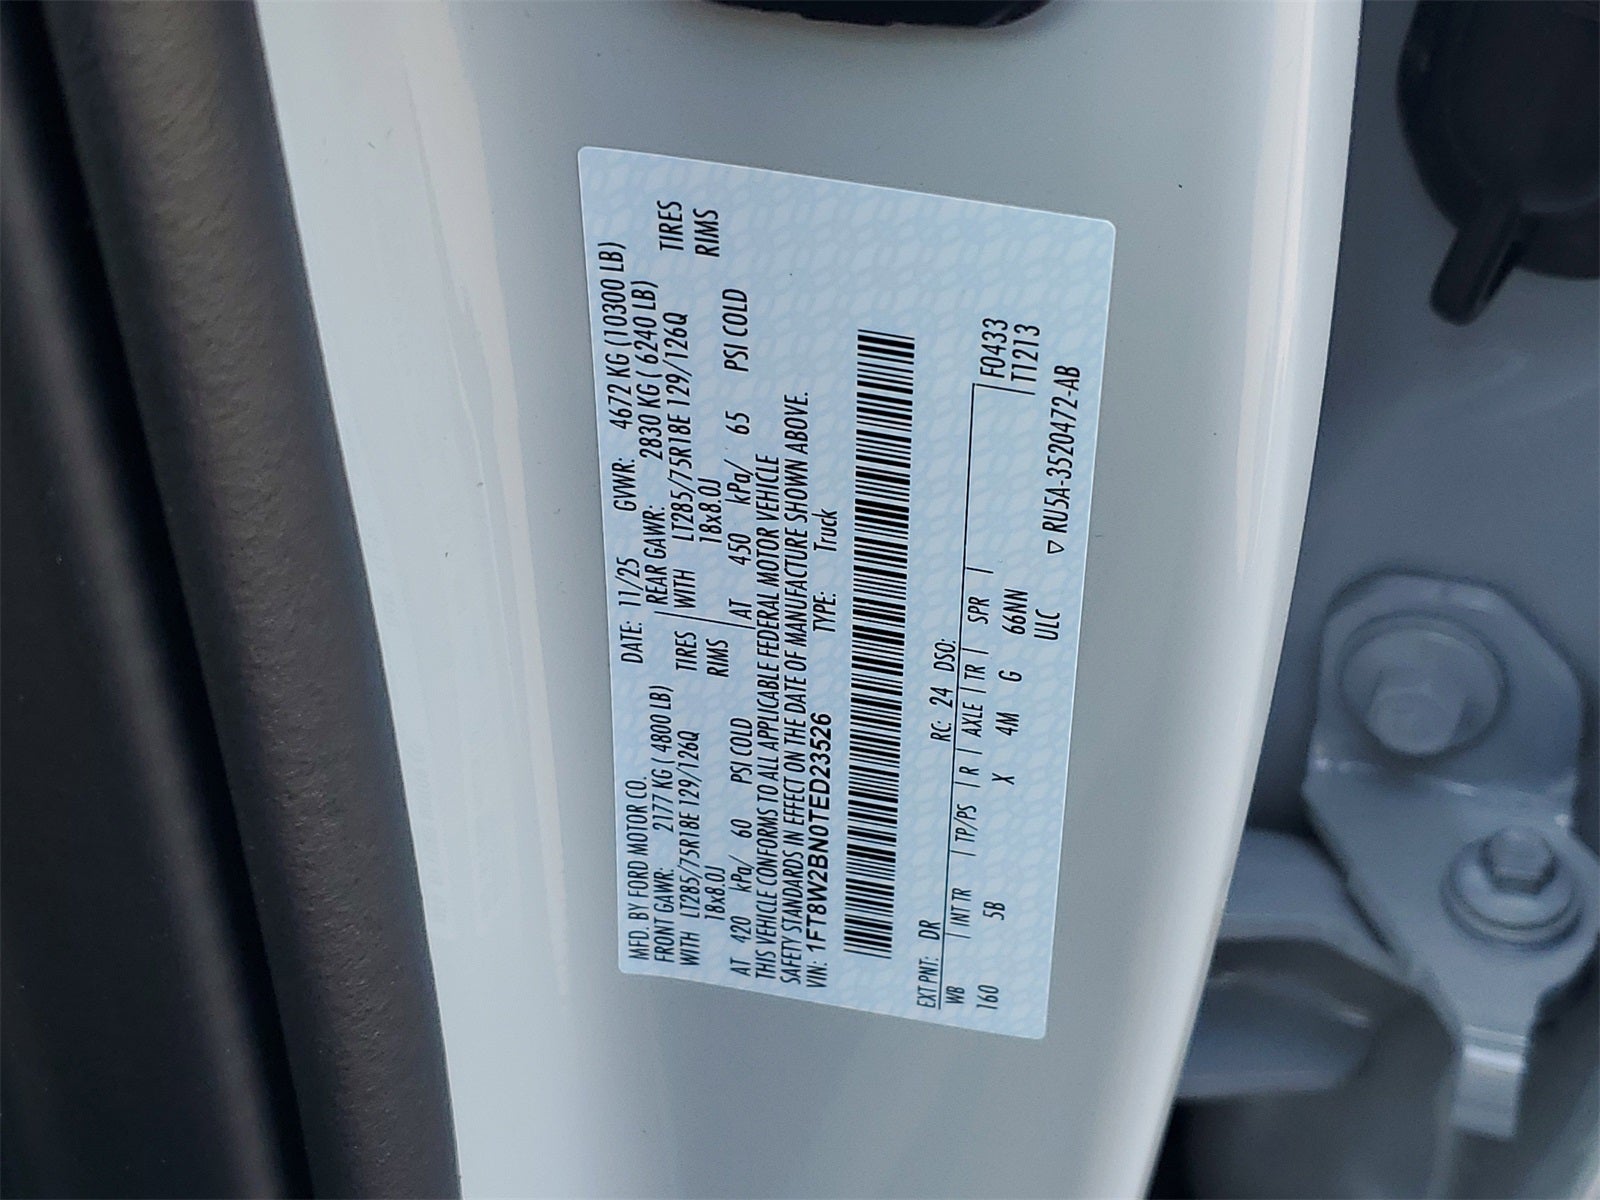 MFD. BY FORD MOTOR CO. DATE: 11/25 GVWR: 4672 KG (10300 LB)
FRONT GAWR: 2177 KG ( 4800 LB) REAR GAWR: 2830 KG ( 6240 LB)
WITH LT285/75R18E 129/126Q TIRES WITH LT285/75R18E 129/126Q TIRES
18x8.0J RIMS 18x8.0J RIMS
AT 420 kPa/ 60 PSI COLD AT 450 kPa/ 65 PSI COLD
THIS VEHICLE CONFORMS TO ALL APPLICABLE FEDERAL MOTOR VEHICLE
SAFETY STANDARDS IN EFFECT ON THE DATE OF MANUFACTURE SHOWN ABOVE.
VIN: 1FT8W2BN0TED23526 TYPE: Truck
EXT PNT: DR RC: 24 DSO:
WB | INT TR | TP/PS | R | AXLE | TR | SPR | F0433
160 5B X 4M G 66NN T1213
ULC
▽ RU5A-3520472-AB